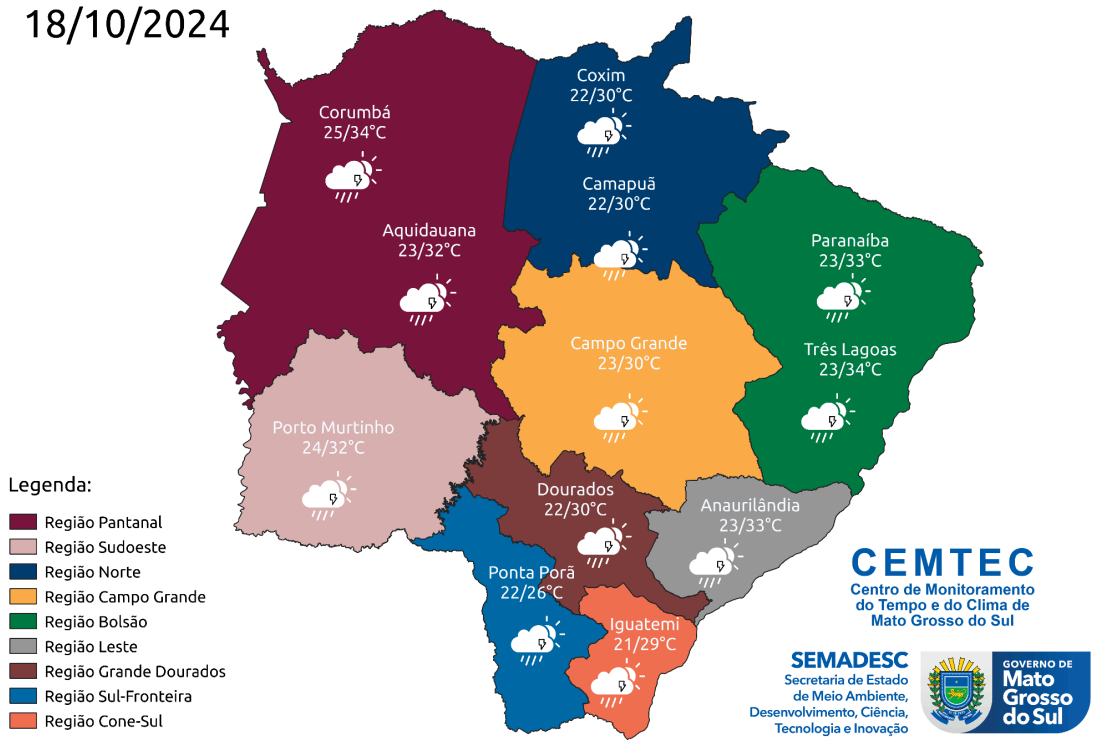 18/10/2024
Coxim
22/30°C
Corumbá
25/34°C
Camapuã
22/30°C
Aquidauana
23/32°C
Paranaíba
23/33°C
Campo Grande
23/30°C
Três Lagoas
23/34°C
Porto Murtinho
24/32°C
Dourados
22/30°C
Anaurilândia
23/33°C
Ponta Porã
22/26°C
Iguatemi
21/29°C
Legenda:
Região Pantanal
Região Sudoeste
Região Norte
Região Campo Grande
Região Bolsão
Região Leste
Região Grande Dourados
Região Sul-Fronteira
Região Cone-Sul
CEMTEC
Centro de Monitoramento
do Tempo e do Clima de
Mato Grosso do Sul
SEMADESC
Secretaria de Estado
de Meio Ambiente,
Desenvolvimento, Ciência,
Tecnologia e Inovação
GOVERNO DE
Mato
Grosso
do Sul